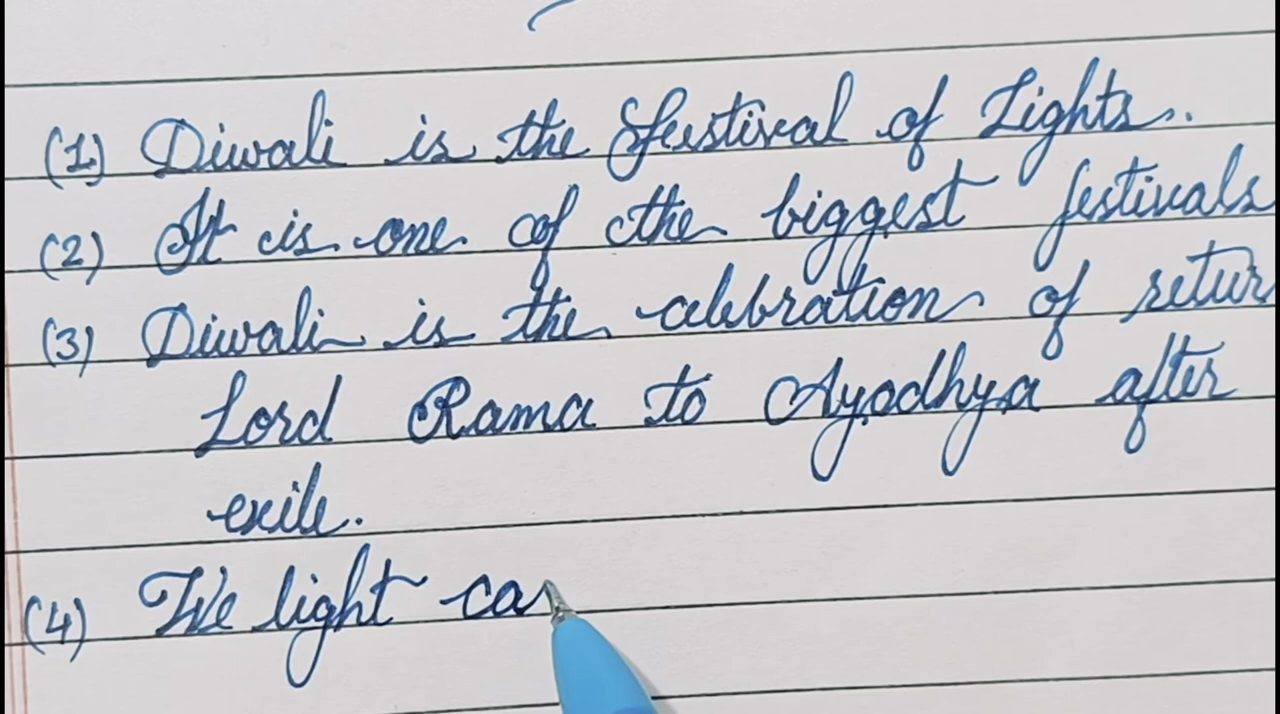 (1) Diwali is the festival of Lights.
(2) It is one of the biggest festivals
(3) Diwali is the celebration of retur
Lord Rama to Ayodhya after
exile.
(4) We light ca